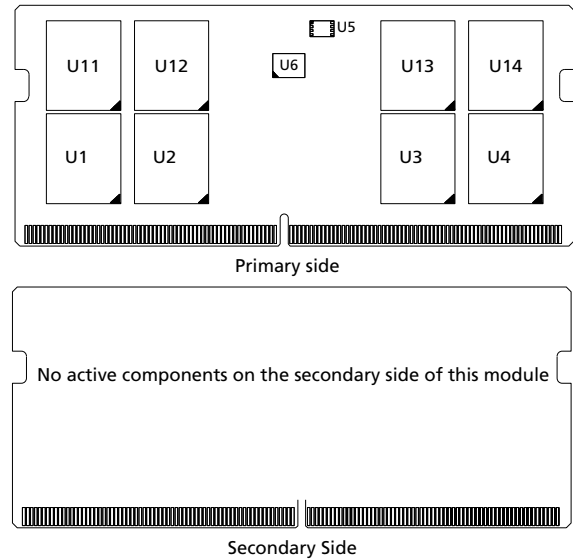 U5
U11 U12 U6 U13 U14
U1 U2 U3 U4
Primary side
No active components on the secondary side of this module
Secondary Side